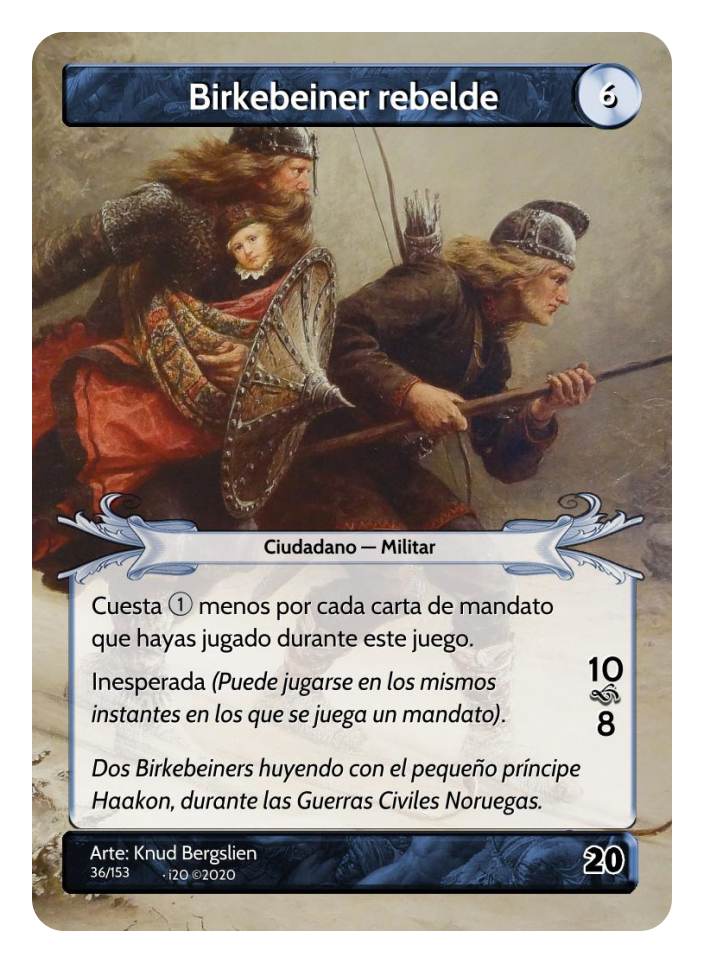 Birkebeiner rebelde 6
Ciudadano — Militar
Cuesta ① menos por cada carta de mandato
que hayas jugado durante este juego.
Inesperada (Puede jugarse en los mismos
instantes en los que se juega un mandato).
10
8
Dos Birkebeiners huyendo con el pequeño príncipe
Haakon, durante las Guerras Civiles Noruegas.
Arte: Knud Bergslien
36/153 · i20 ©2020
20